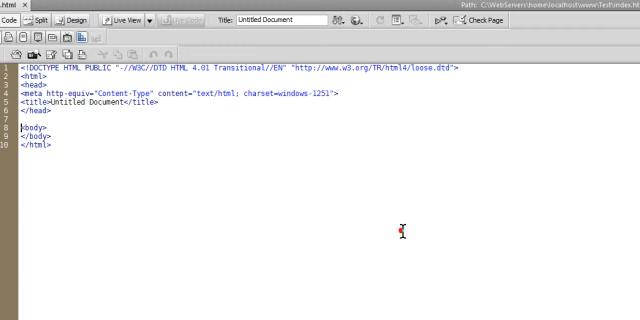 .html × Path: C:\WebServers\home\localhost\www\Test\index.ht
Code Split Design Live View Title: Untitled Document Check Page
1 <!DOCTYPE HTML PUBLIC "-//W3C//DTD HTML 4.01 Transitional//EN" "http://www.w3.org/TR/html4/loose.dtd">
2 <html>
3 <head>
4 <meta http-equiv="Content-Type" content="text/html; charset=windows-1251">
5 <title>Untitled Document</title>
6 </head>
7
8 <body>
9 </body>
10 </html>